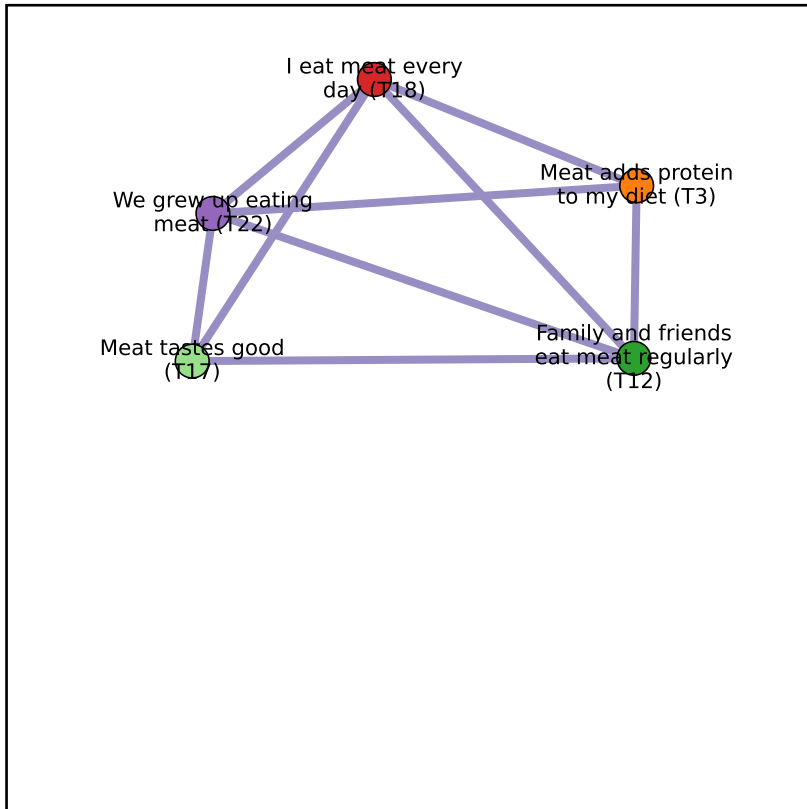 I eat meat every
day (T18)
Meat adds protein
to my diet (T3)
We grew up eating
meat (T22)
Family and friends
eat meat regularly
(T12)
Meat tastes good
(T17)